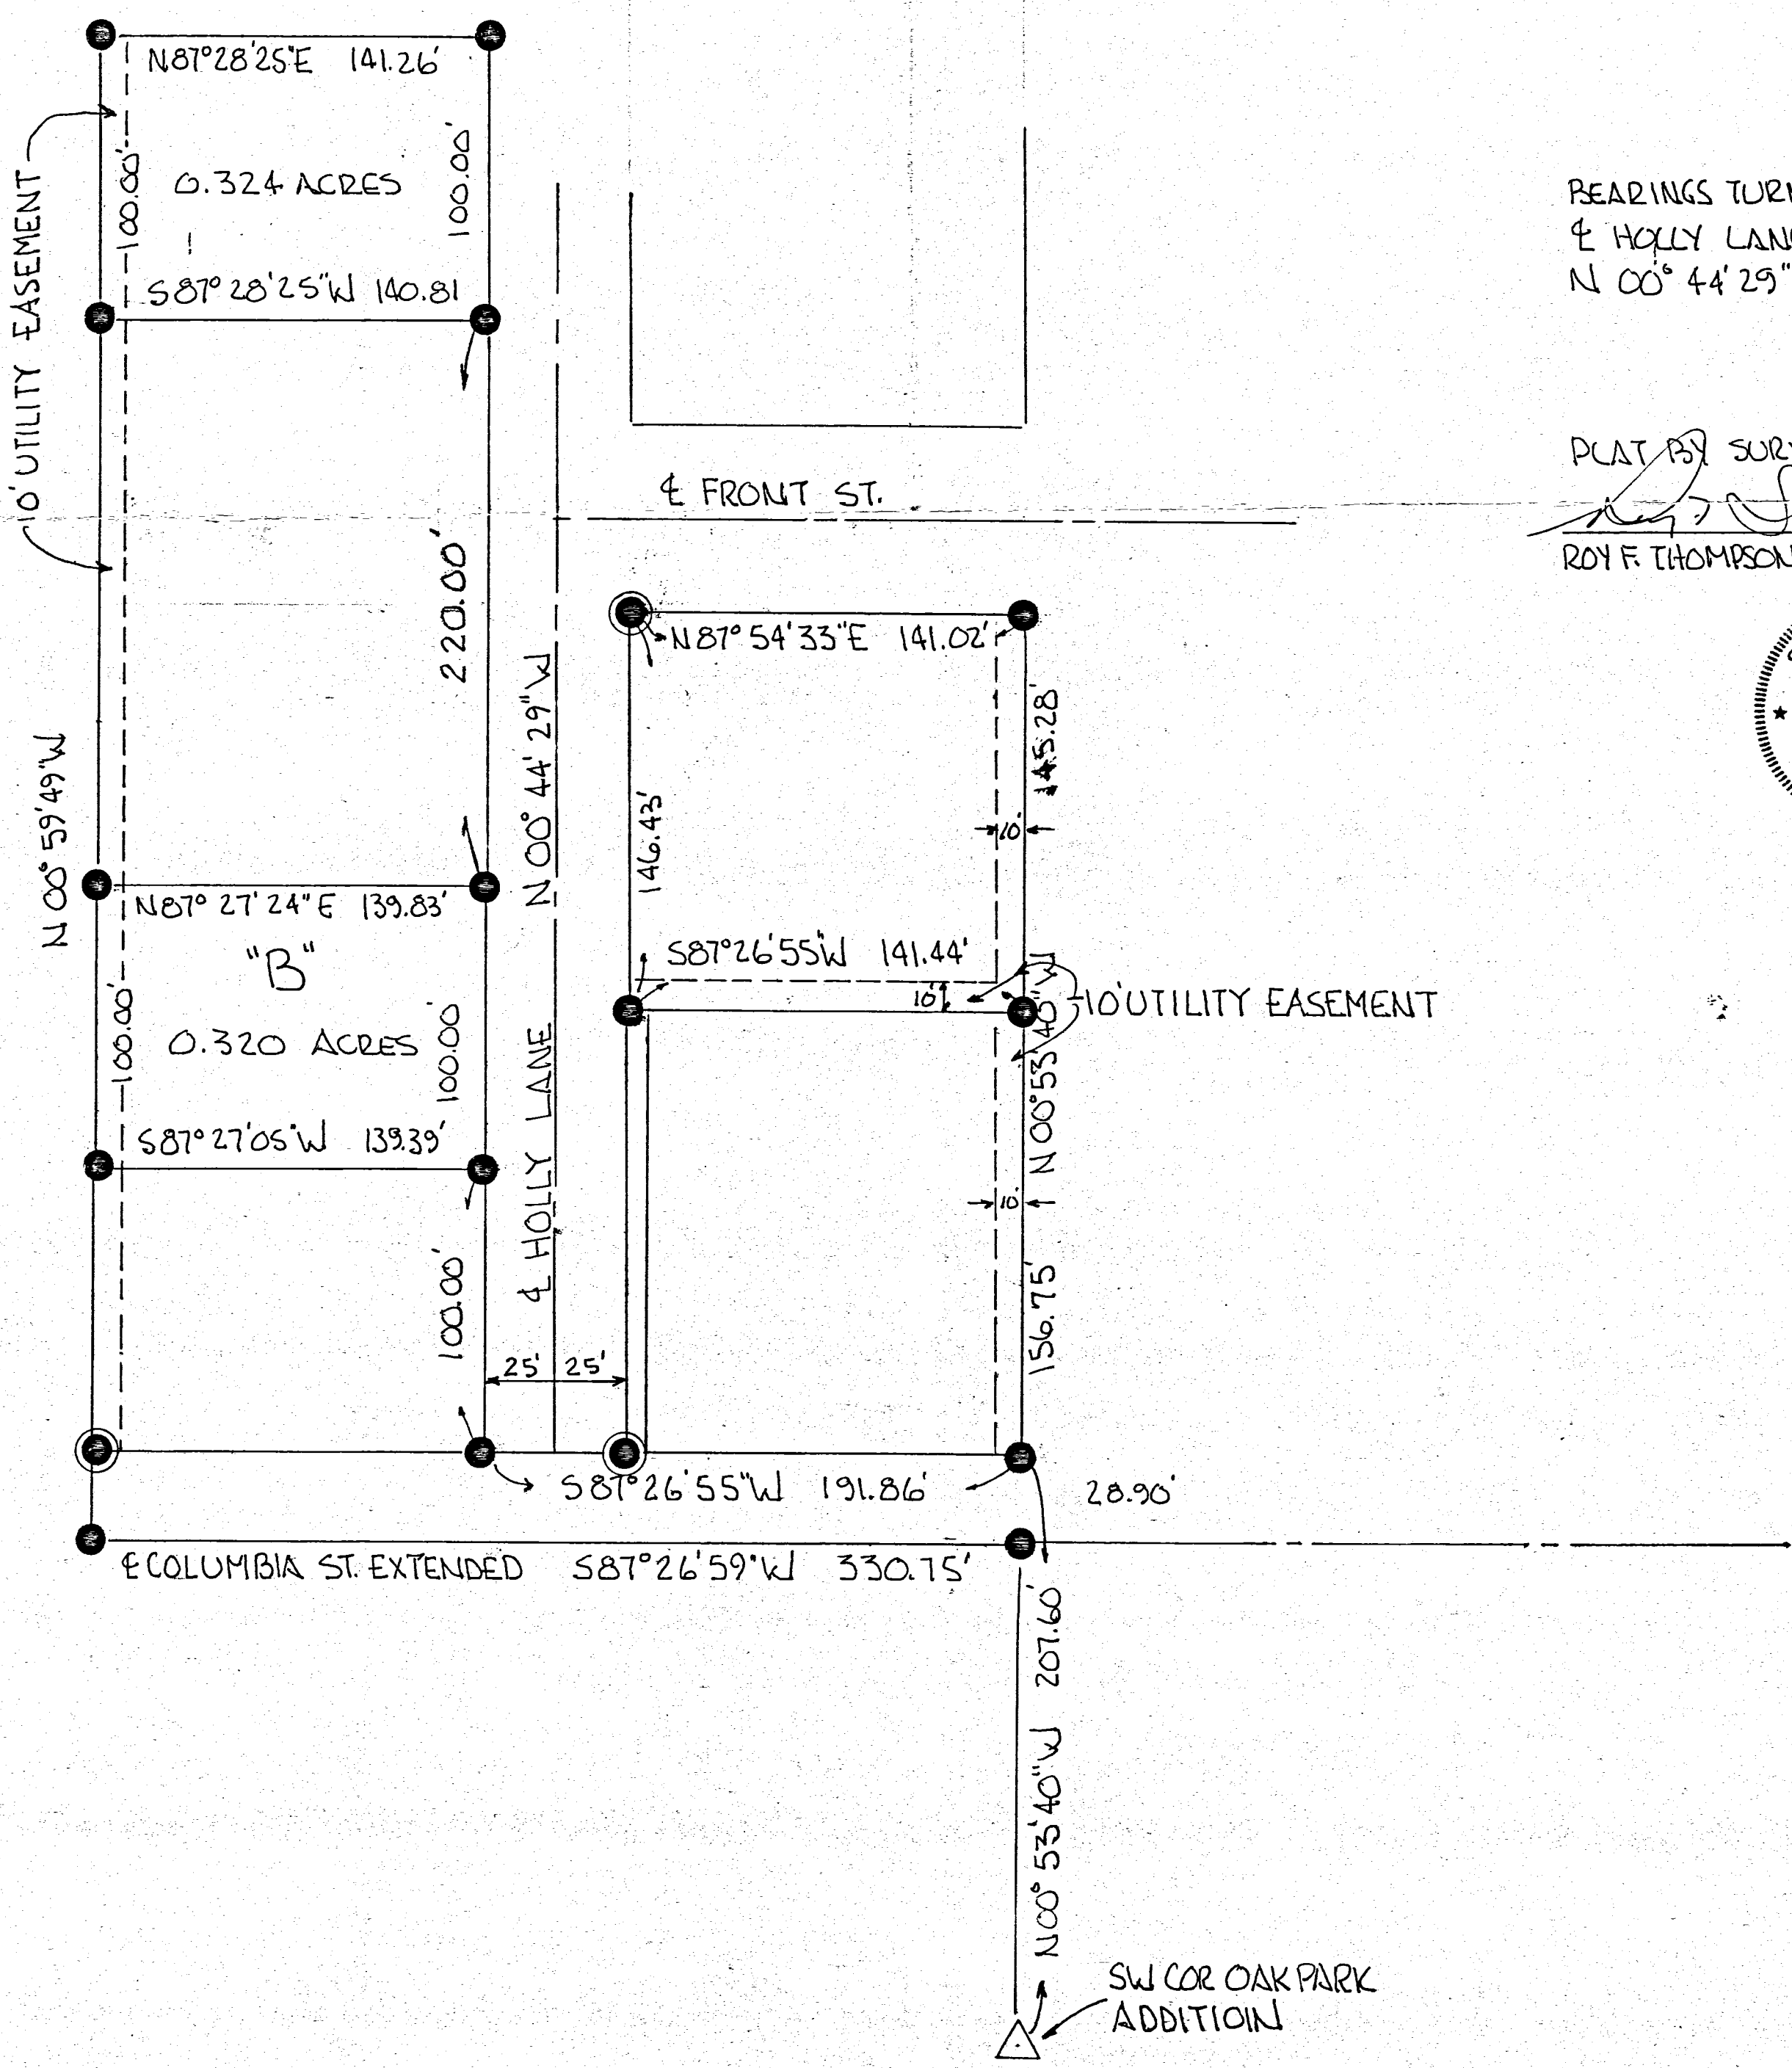 N87°28'25"E 141.26'
10' UTILITY EASEMENT
100.00'
0.324 ACRES
100.00'
S87°28'25"W 140.81
BEARINGS TURN
℄ HOLLY LAN
N 00° 44' 29"
PLAT BY SUR
ROY F. THOMPSON
℄ FRONT ST.
220.00'
N 00° 59' 49" W
N 00° 44' 29" W
N87° 54' 33"E 141.02'
145.28'
146.43'
10'
N87° 27' 24" E 139.83'
"B"
100.00'
0.320 ACRES
100.00'
S87°26'55"W 141.44'
10'
10' UTILITY EASEMENT
N 00° 53' 40" W
S87° 27' 05" W 139.39'
℄ HOLLY LANE
10'
100.00'
156.75'
25' 25'
S87°26'55"W 191.86'
28.90'
℄ COLUMBIA ST. EXTENDED S87°26'59"W 330.75'
N00° 53' 40" W 207.60'
SW COR OAK PARK
ADDITIOIN